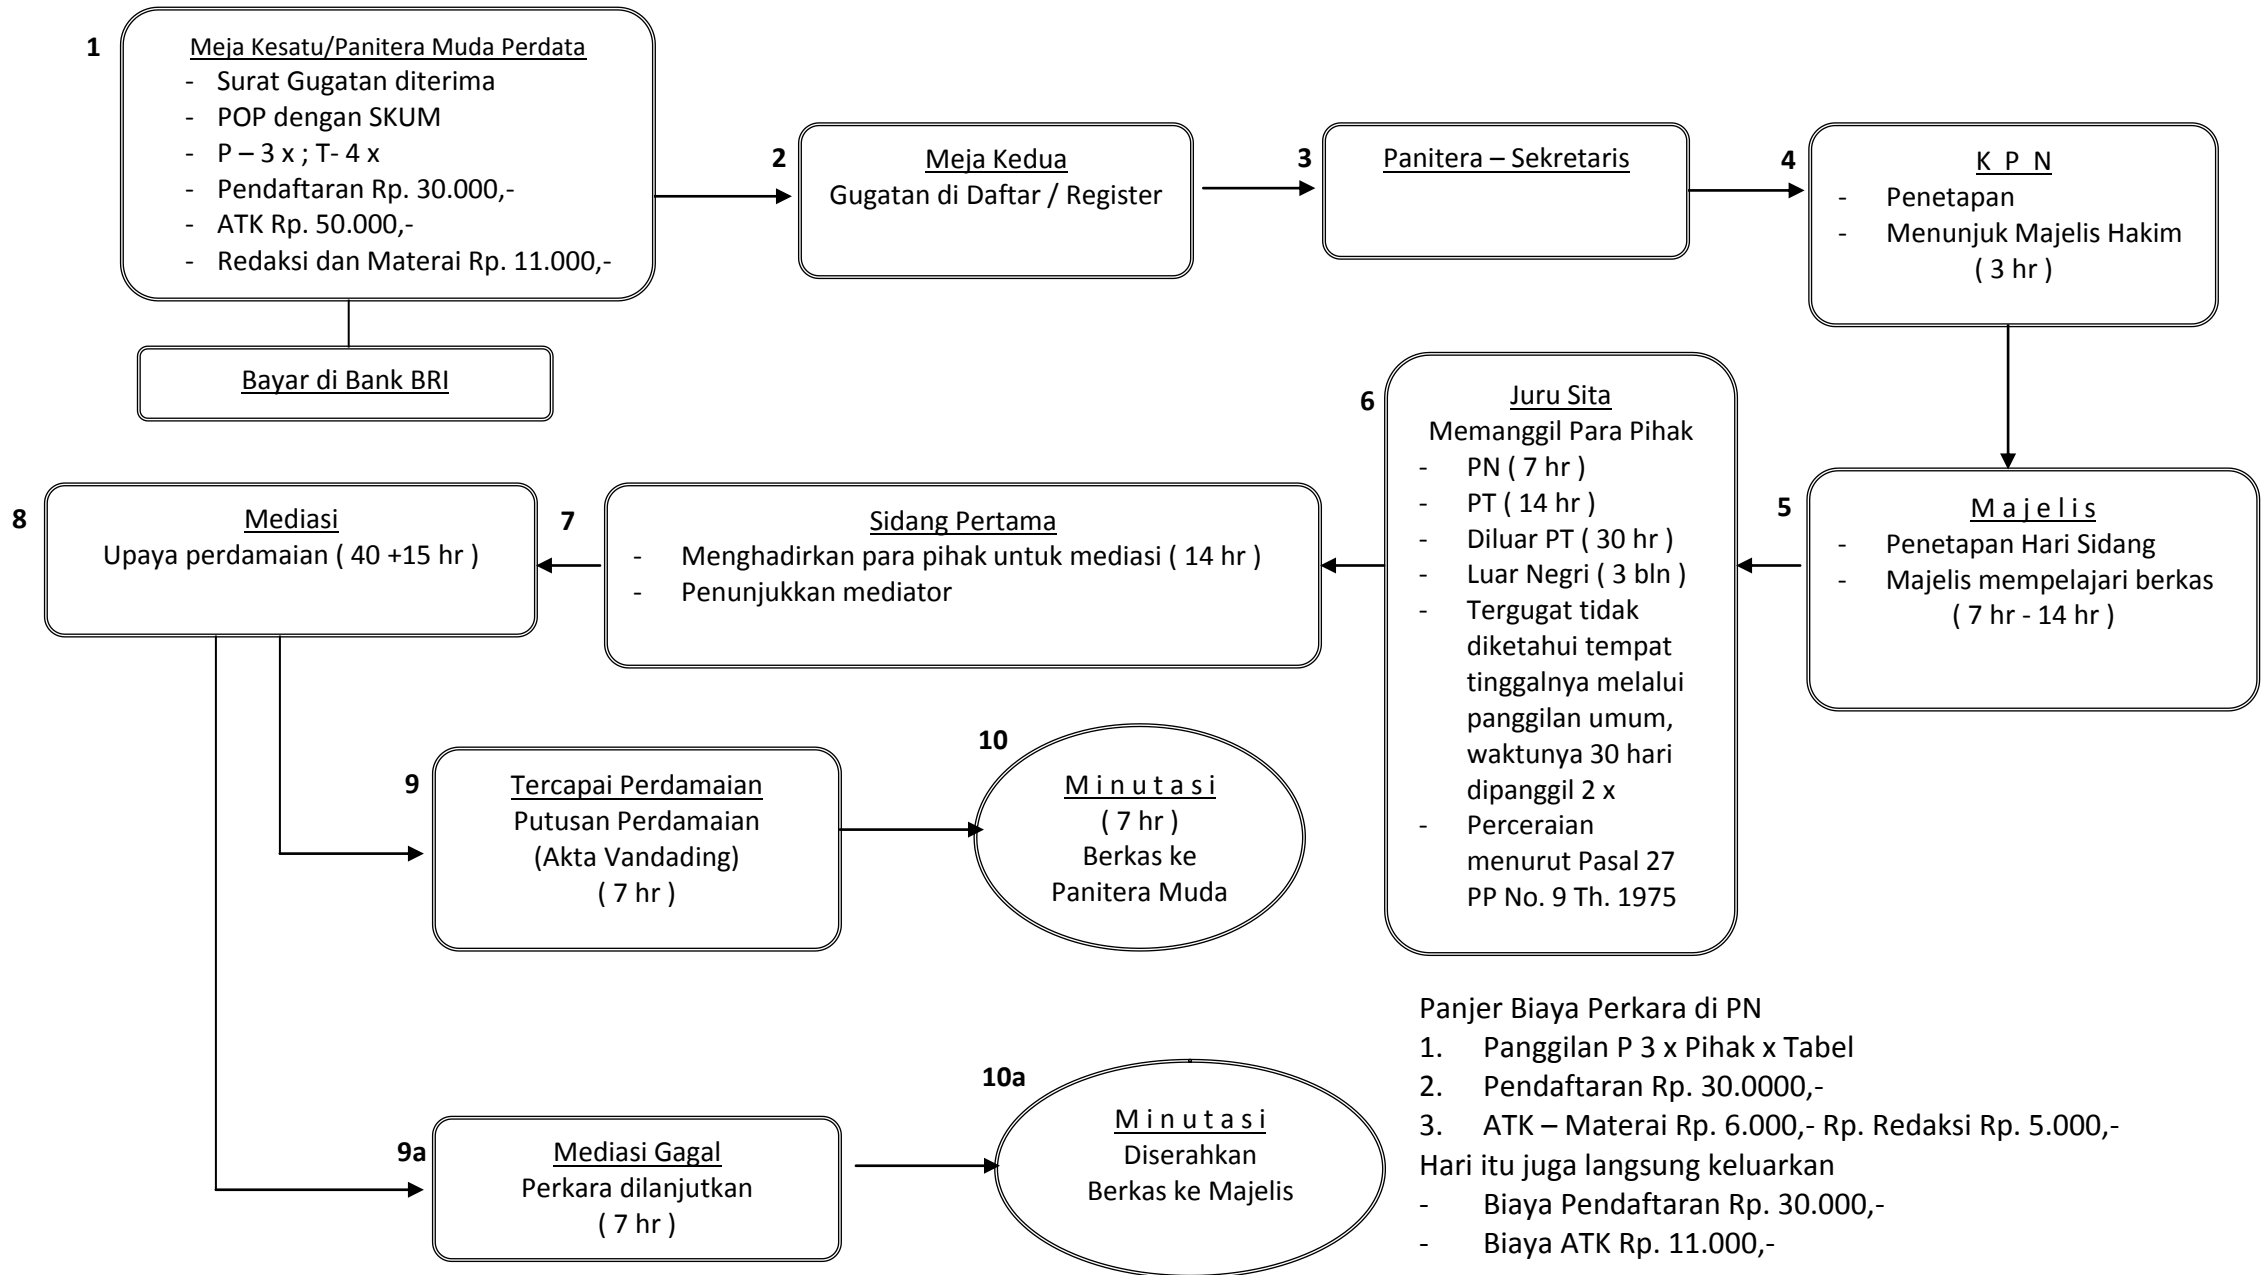 1
Meja Kesatu/Panitera Muda Perdata
- Surat Gugatan diterima
- POP dengan SKUM
- P – 3 x ; T- 4 x
- Pendaftaran Rp. 30.000,-
- ATK Rp. 50.000,-
- Redaksi dan Materai Rp. 11.000,-
Bayar di Bank BRI
2
Meja Kedua
Gugatan di Daftar / Register
3
Panitera – Sekretaris
4
K P N
- Penetapan
- Menunjuk Majelis Hakim
( 3 hr )
5
M a j e l i s
- Penetapan Hari Sidang
- Majelis mempelajari berkas
( 7 hr - 14 hr )
6
Juru Sita
Memanggil Para Pihak
- PN ( 7 hr )
- PT ( 14 hr )
- Diluar PT ( 30 hr )
- Luar Negri ( 3 bln )
- Tergugat tidak
diketahui tempat
tinggalnya melalui
panggilan umum,
waktunya 30 hari
dipanggil 2 x
- Perceraian
menurut Pasal 27
PP No. 9 Th. 1975
7
Sidang Pertama
- Menghadirkan para pihak untuk mediasi ( 14 hr )
- Penunjukkan mediator
8
Mediasi
Upaya perdamaian ( 40 +15 hr )
9
Tercapai Perdamaian
Putusan Perdamaian
(Akta Vandading)
( 7 hr )
10
M i n u t a s i
( 7 hr )
Berkas ke
Panitera Muda
9a
Mediasi Gagal
Perkara dilanjutkan
( 7 hr )
10a
M i n u t a s i
Diserahkan
Berkas ke Majelis
Panjer Biaya Perkara di PN
1. Panggilan P 3 x Pihak x Tabel
2. Pendaftaran Rp. 30.0000,-
3. ATK – Materai Rp. 6.000,- Rp. Redaksi Rp. 5.000,-
Hari itu juga langsung keluarkan
- Biaya Pendaftaran Rp. 30.000,-
- Biaya ATK Rp. 11.000,-